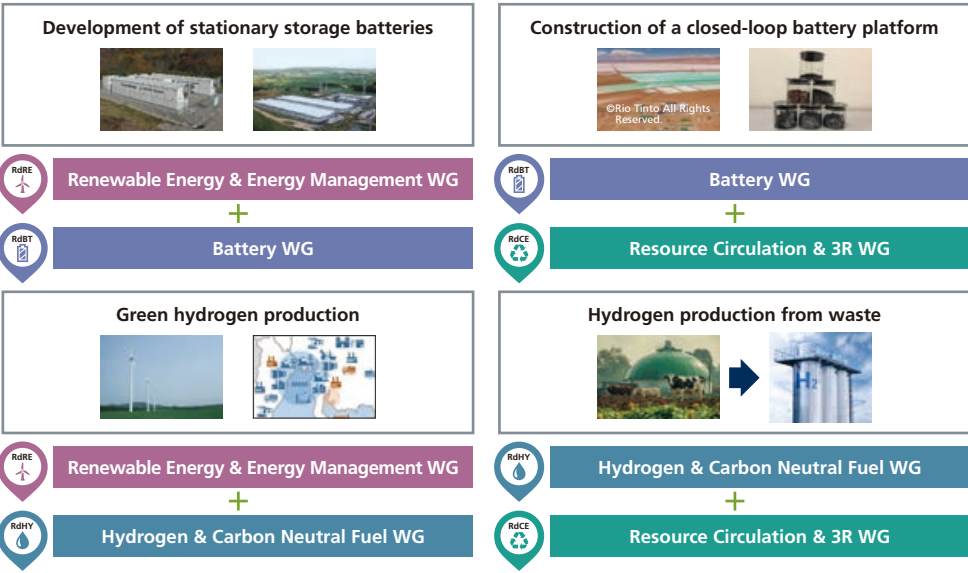 Development of stationary storage batteries
RdRE
Renewable Energy & Energy Management WG
+
RdBT
Battery WG
Construction of a closed-loop battery platform
©Rio Tinto All Rights
Reserved.
RdBT
Battery WG
+
RdCE
Resource Circulation & 3R WG
Green hydrogen production
RdRE
Renewable Energy & Energy Management WG
+
RdHY
Hydrogen & Carbon Neutral Fuel WG
Hydrogen production from waste
H2
RdHY
Hydrogen & Carbon Neutral Fuel WG
+
RdCE
Resource Circulation & 3R WG